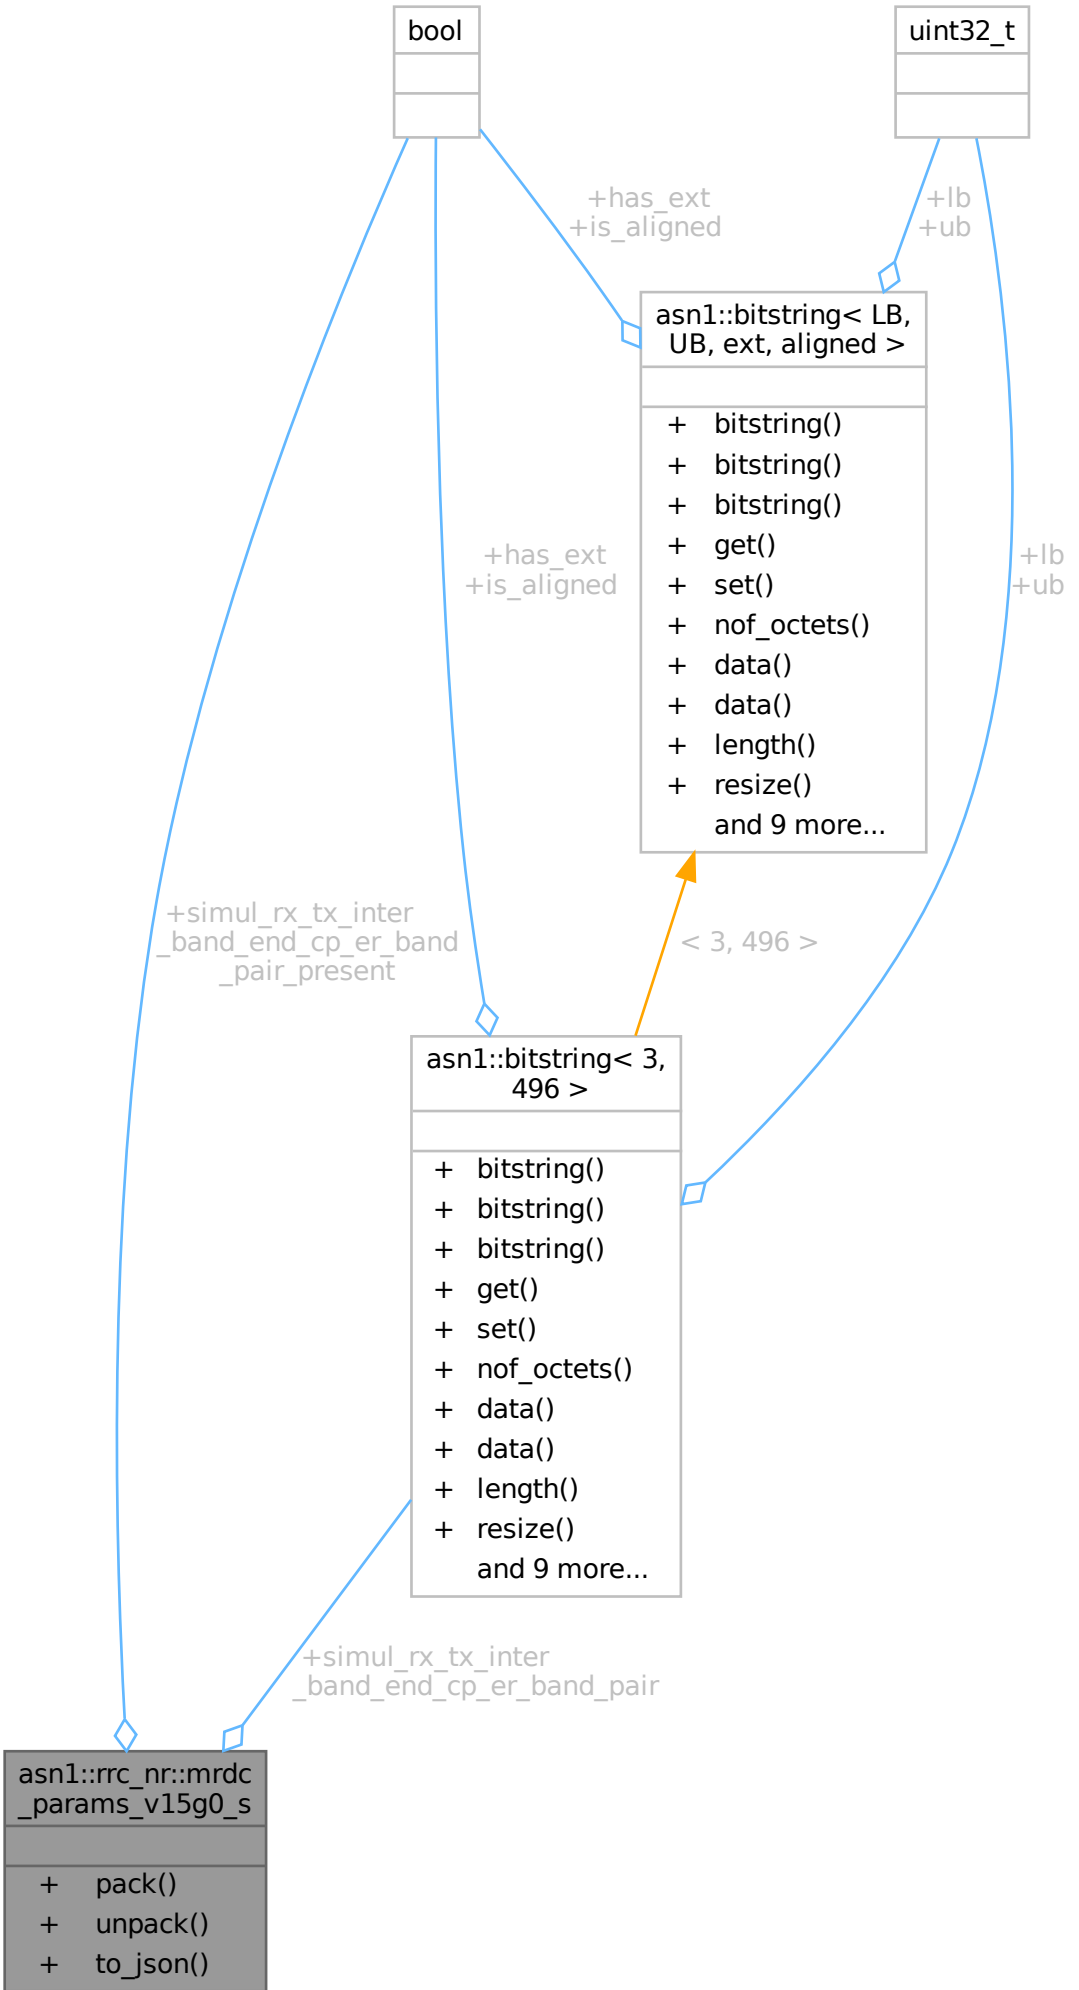 bool
uint32_t
+has_ext
+is_aligned
+lb
+ub
asn1::bitstring< LB,
UB, ext, aligned >
+ bitstring()
+ bitstring()
+ bitstring()
+ get()
+ set()
+ nof_octets()
+ data()
+ data()
+ length()
+ resize()
and 9 more...
+has_ext
+is_aligned
+lb
+ub
+simul_rx_tx_inter
_band_end_cp_er_band
_pair_present
< 3, 496 >
asn1::bitstring< 3,
496 >
+ bitstring()
+ bitstring()
+ bitstring()
+ get()
+ set()
+ nof_octets()
+ data()
+ data()
+ length()
+ resize()
and 9 more...
+simul_rx_tx_inter
_band_end_cp_er_band_pair
asn1::rrc_nr::mrdc
_params_v15g0_s
+ pack()
+ unpack()
+ to_json()